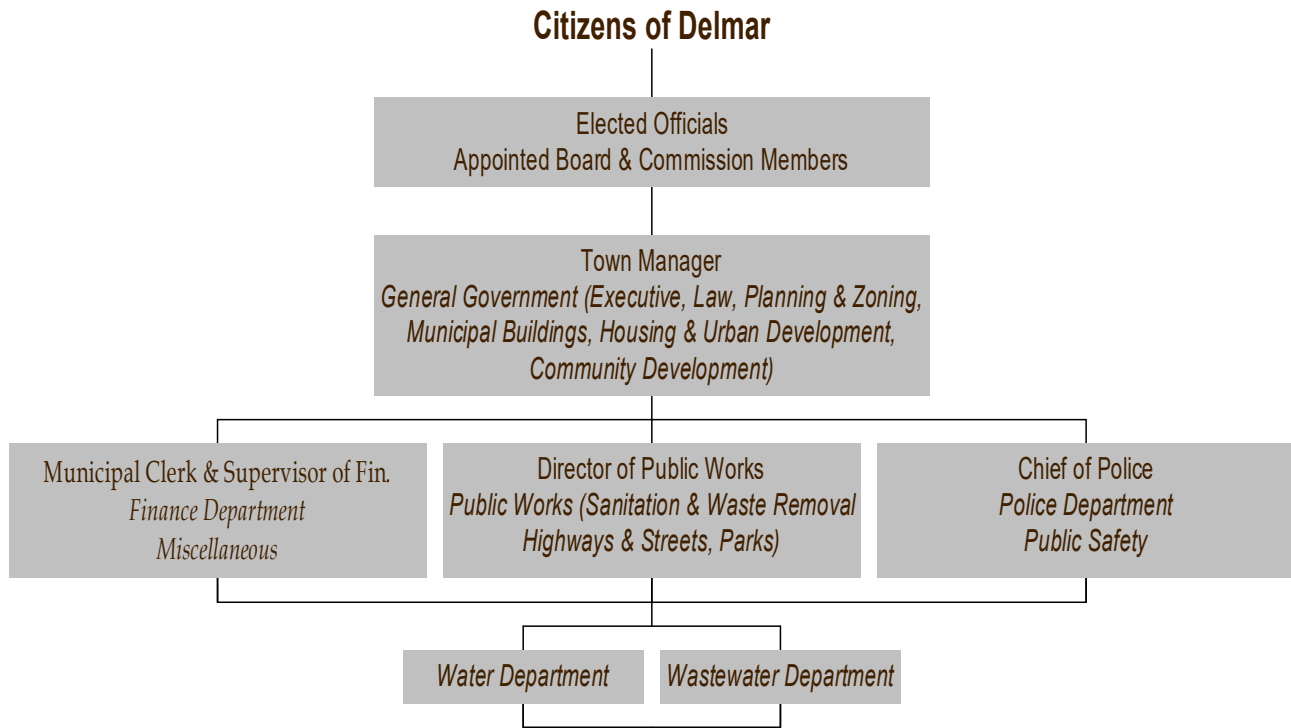 Citizens of Delmar
Elected Officials
Appointed Board & Commission Members
Town Manager
General Government (Executive, Law, Planning & Zoning,
Municipal Buildings, Housing & Urban Development,
Community Development)
Municipal Clerk & Supervisor of Fin.
Finance Department
Miscellaneous
Director of Public Works
Public Works (Sanitation & Waste Removal
Highways & Streets, Parks)
Chief of Police
Police Department
Public Safety
Water Department
Wastewater Department